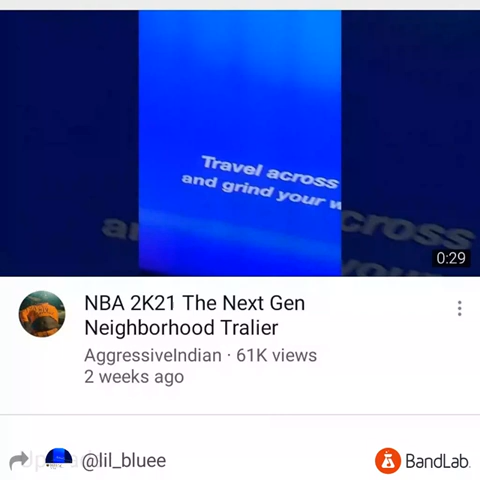 Travel across
and grind your w
cross
0:29
NBA 2K21 The Next Gen
Neighborhood Tralier
AggressiveIndian · 61K views
2 weeks ago
@lil_bluee
BandLab.